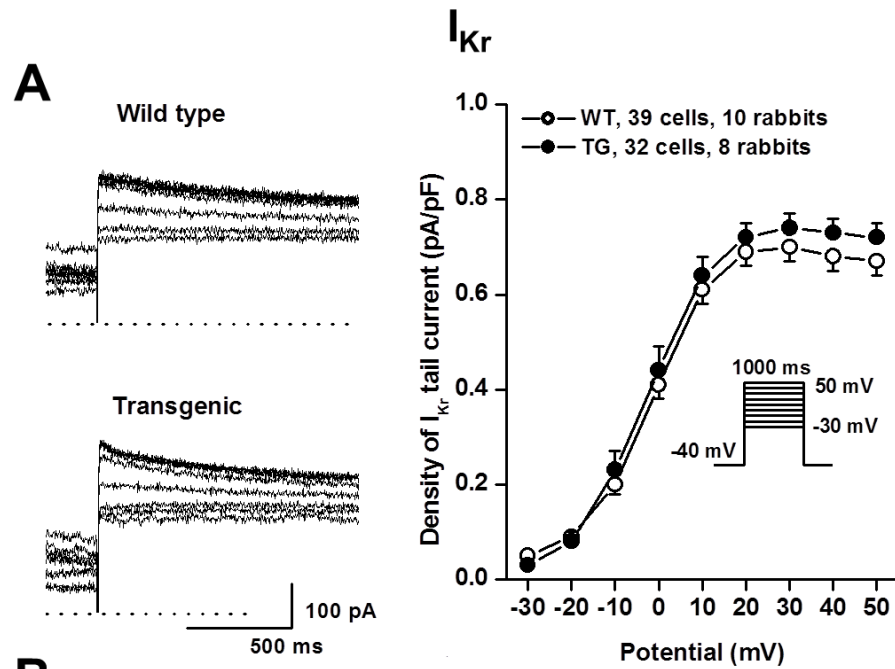 I_Kr
A
Wild type
Transgenic
100 pA
500 ms
WT, 39 cells, 10 rabbits
TG, 32 cells, 8 rabbits
Density of I_Kr tail current (pA/pF)
1.0
0.8
0.6
0.4
0.2
0.0
1000 ms
50 mV
-30 mV
-40 mV
-30 -20 -10 0 10 20 30 40 50
Potential (mV)